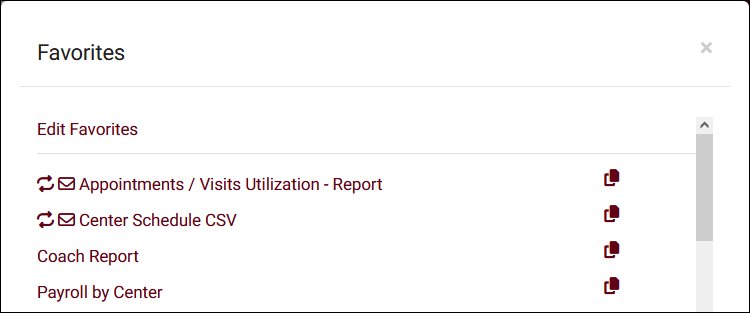 Favorites
Edit Favorites
Appointments / Visits Utilization - Report
Center Schedule CSV
Coach Report
Payroll by Center